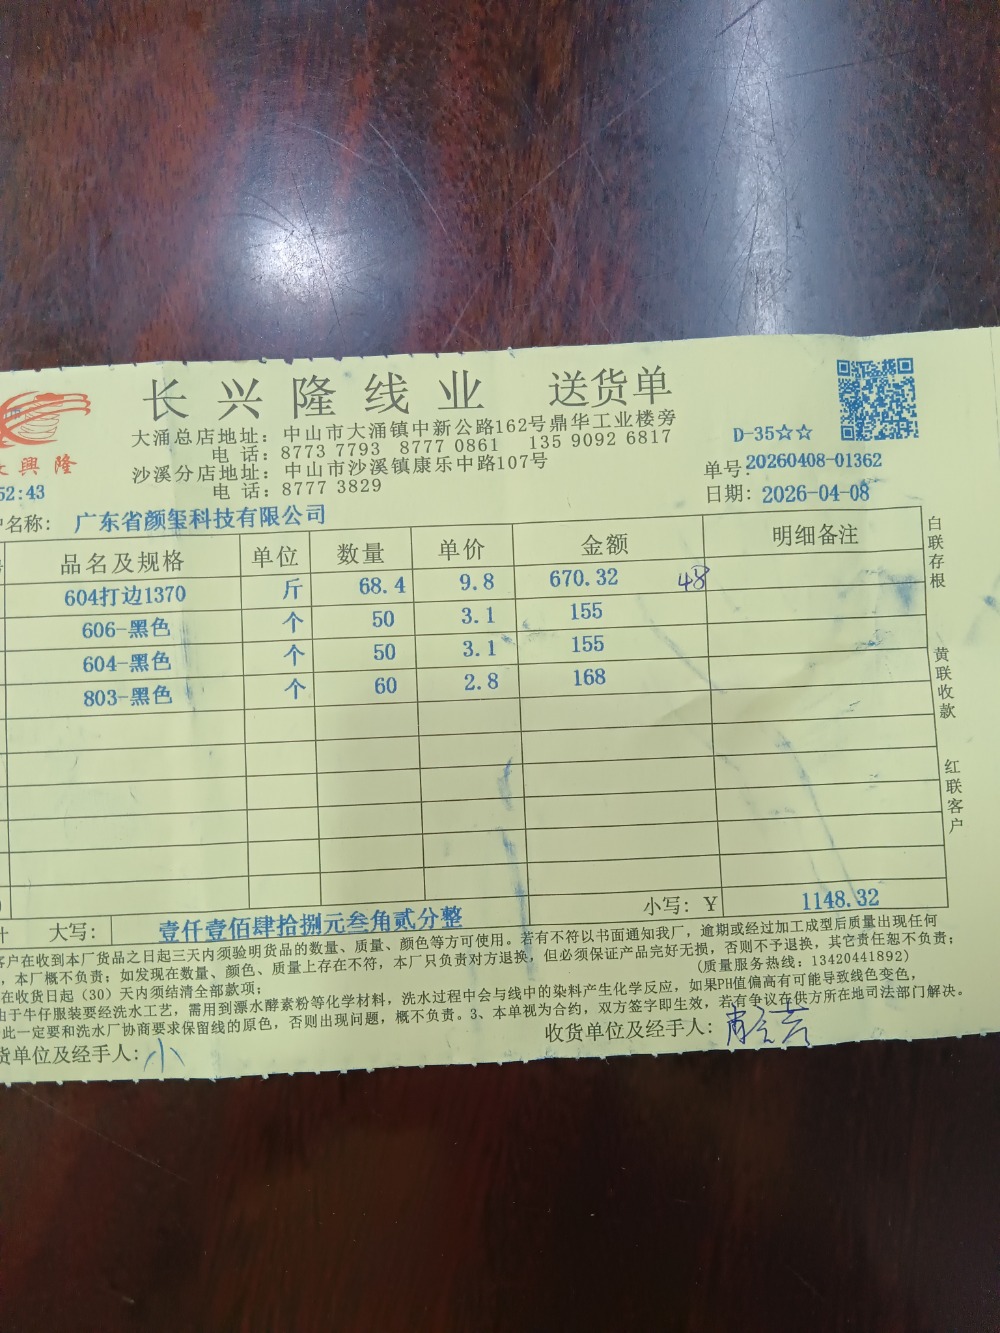 长兴隆线业 送货单
大涌总店地址：中山市大涌镇中新公路162号鼎华工业楼旁
电 话：8773 7793 8777 0861 135 9092 6817
沙溪分店地址：中山市沙溪镇康乐中路107号
电 话：8777 3829
興隆
52:43
D-35☆☆
单号：20260408-01362
日期：2026-04-08
名称：广东省颜玺科技有限公司
品名及规格 单位 数量 单价 金额 明细备注
604打边1370 斤 68.4 9.8 670.32 48
606-黑色 个 50 3.1 155
604-黑色 个 50 3.1 155
803-黑色 个 60 2.8 168
大写：壹仟壹佰肆拾捌元叁角贰分整 小写：Y 1148.32
白联存根
黄联收款
红联客户
客户在收到本厂货品之日起三天内须验明货品的数量、质量、颜色等方可使用。若有不符以书面通知我厂，逾期或经过加工成型后质量出现任何
，本厂概不负责；如发现在数量、颜色、质量上存在不符，本厂只负责对方退换，但必须保证产品完好无损，否则不予退换，其它责任恕不负责；
在收货日起（30）天内须结清全部款项； (质量服务热线：13420441892)
由于牛仔服装要经洗水工艺，需用到漂水酵素粉等化学材料，洗水过程中会与线中的染料产生化学反应，如果PH值偏高有可能导致线色变色，
此一定要和洗水厂协商要求保留线的原色，否则出现问题，概不负责。3、本单视为合约，双方签字即生效，若有争议在供方所在地司法部门解决。
货单位及经手人：小 收货单位及经手人：